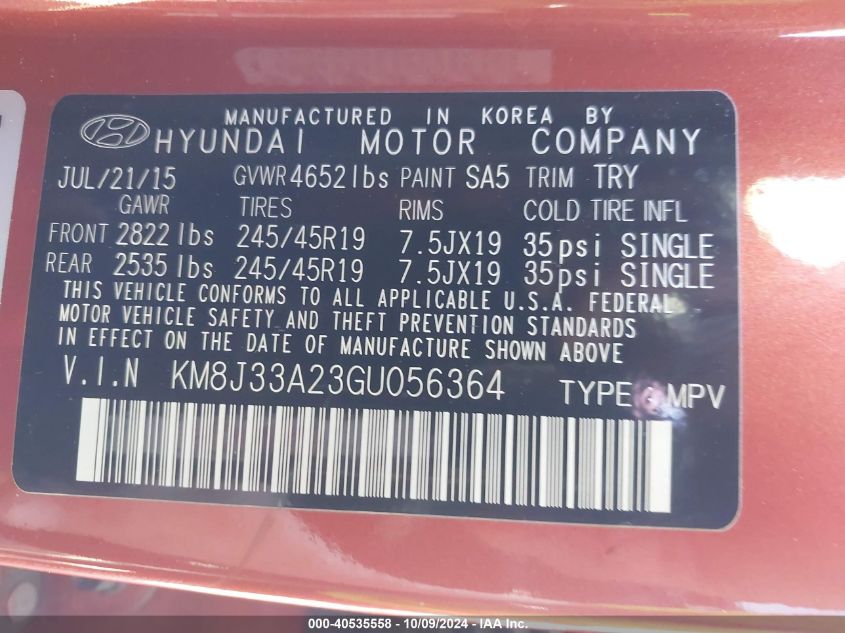 MANUFACTURED IN KOREA BY
HYUNDAI MOTOR COMPANY
JUL/21/15 GVWR 4652 lbs PAINT SA5 TRIM TRY
GAWR TIRES RIMS COLD TIRE INFL
FRONT 2822 lbs 245/45R19 7.5JX19 35psi SINGLE
REAR 2535 lbs 245/45R19 7.5JX19 35psi SINGLE
THIS VEHICLE CONFORMS TO ALL APPLICABLE U.S.A. FEDERAL
MOTOR VEHICLE SAFETY AND THEFT PREVENTION STANDARDS
IN EFFECT ON THE DATE OF MANUFACTURE SHOWN ABOVE
V.I.N KM8J33A23GU056364 TYPE : MPV
000-40535558 - 10/09/2024 - IAA Inc.